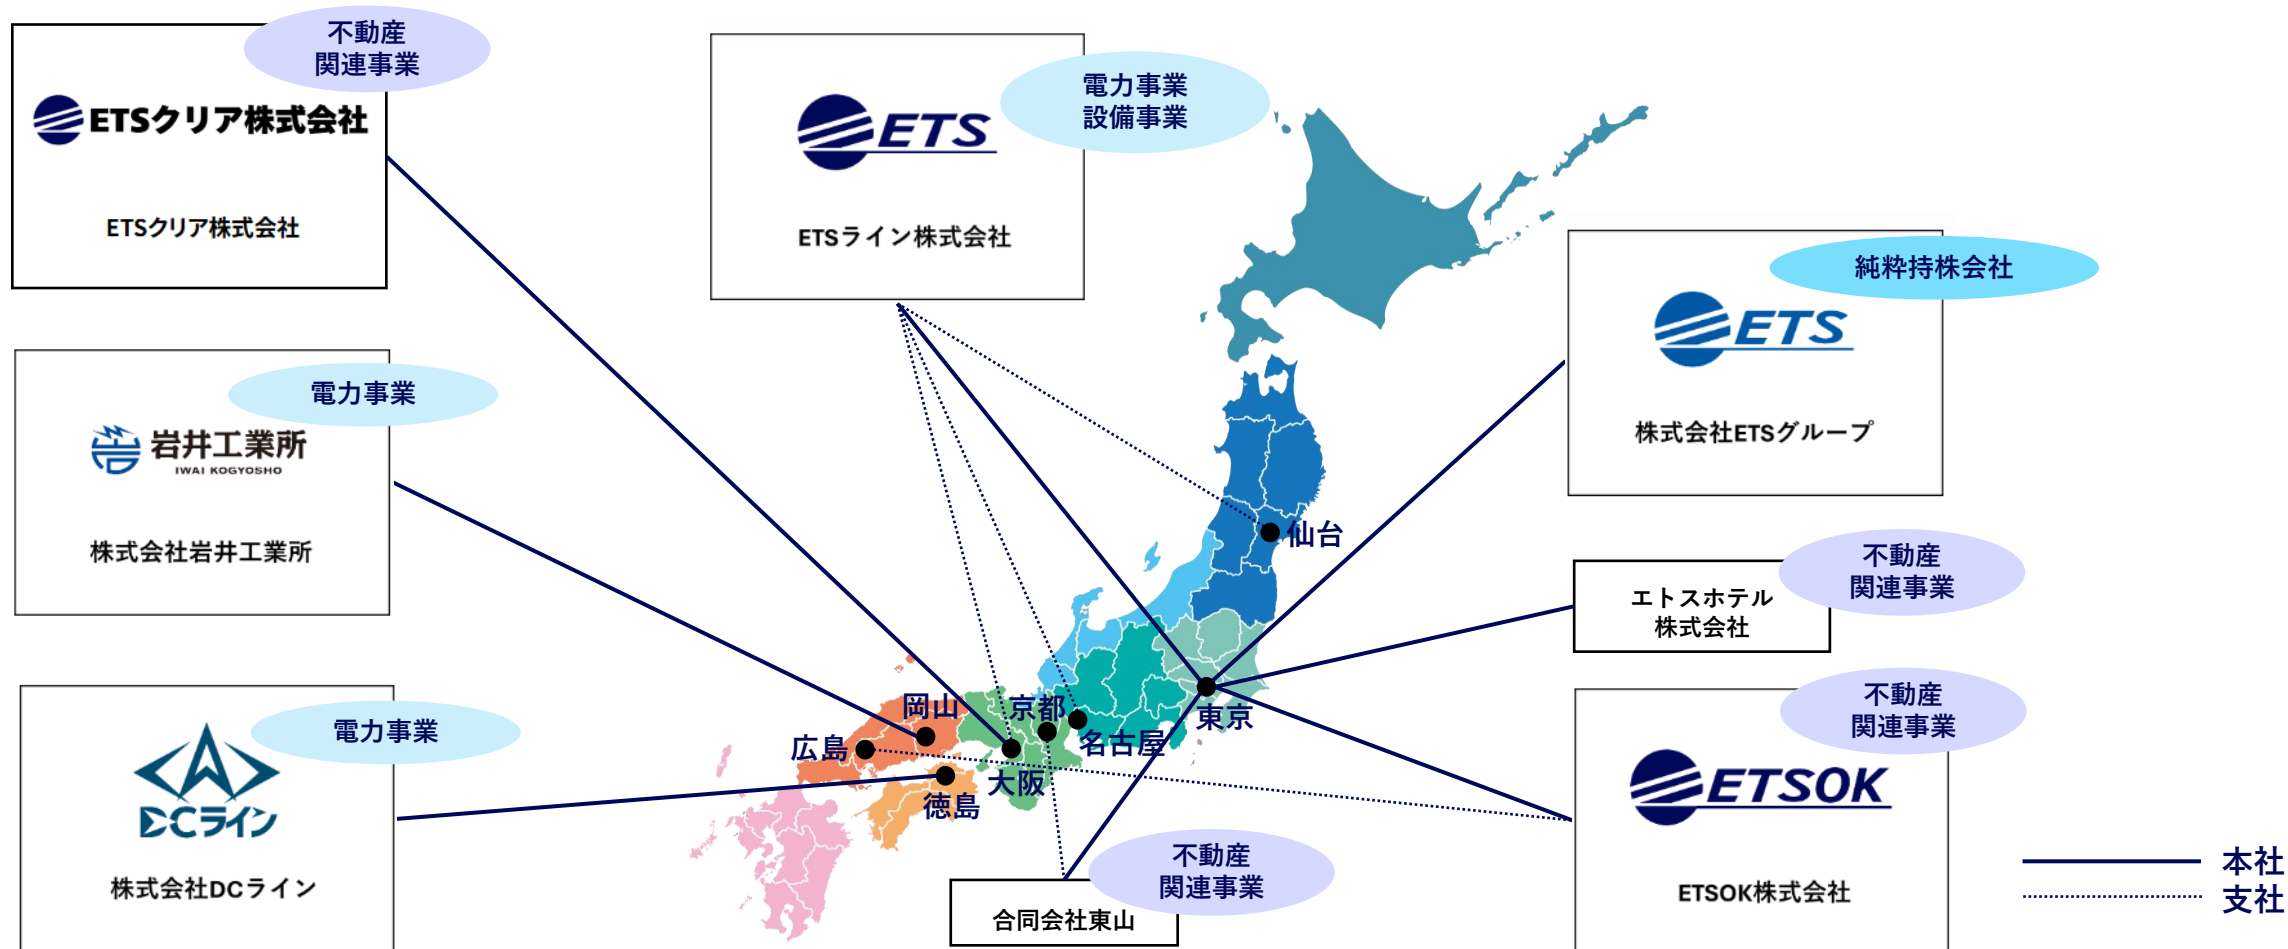 不動産
関連事業
ETSクリア株式会社
ETSクリア株式会社
電力事業
設備事業
ETS
ETSライン株式会社
純粋持株会社
ETS
株式会社ETSグループ
電力事業
岩井工業所
IWAI KOGYOSHO
株式会社岩井工業所
仙台
不動産
関連事業
エトスホテル
株式会社
電力事業
DCライン
株式会社DCライン
岡山
京都
東京
広島
名古屋
大阪
徳島
不動産
関連事業
ETSOK
ETSOK株式会社
不動産
関連事業
合同会社東山
本社
支社